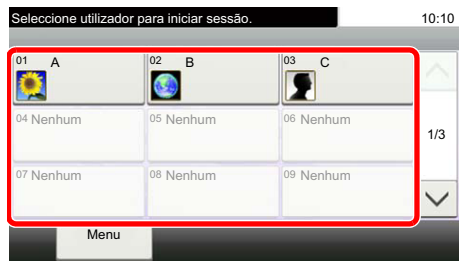 Seleccione utilizador para iniciar sessão. 10:10
01 A 02 B 03 C
04 Nenhum 05 Nenhum 06 Nenhum
1/3
07 Nenhum 08 Nenhum 09 Nenhum
Menu